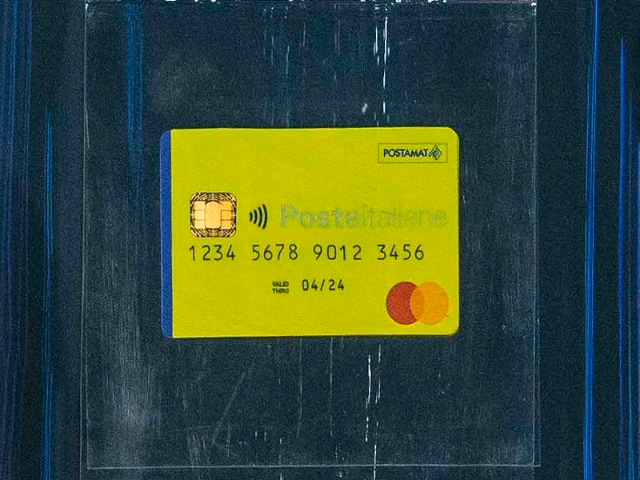 POSTAMAT
Posteitaliane
1234 5678 9012 3456
VALID
THRU
04/24